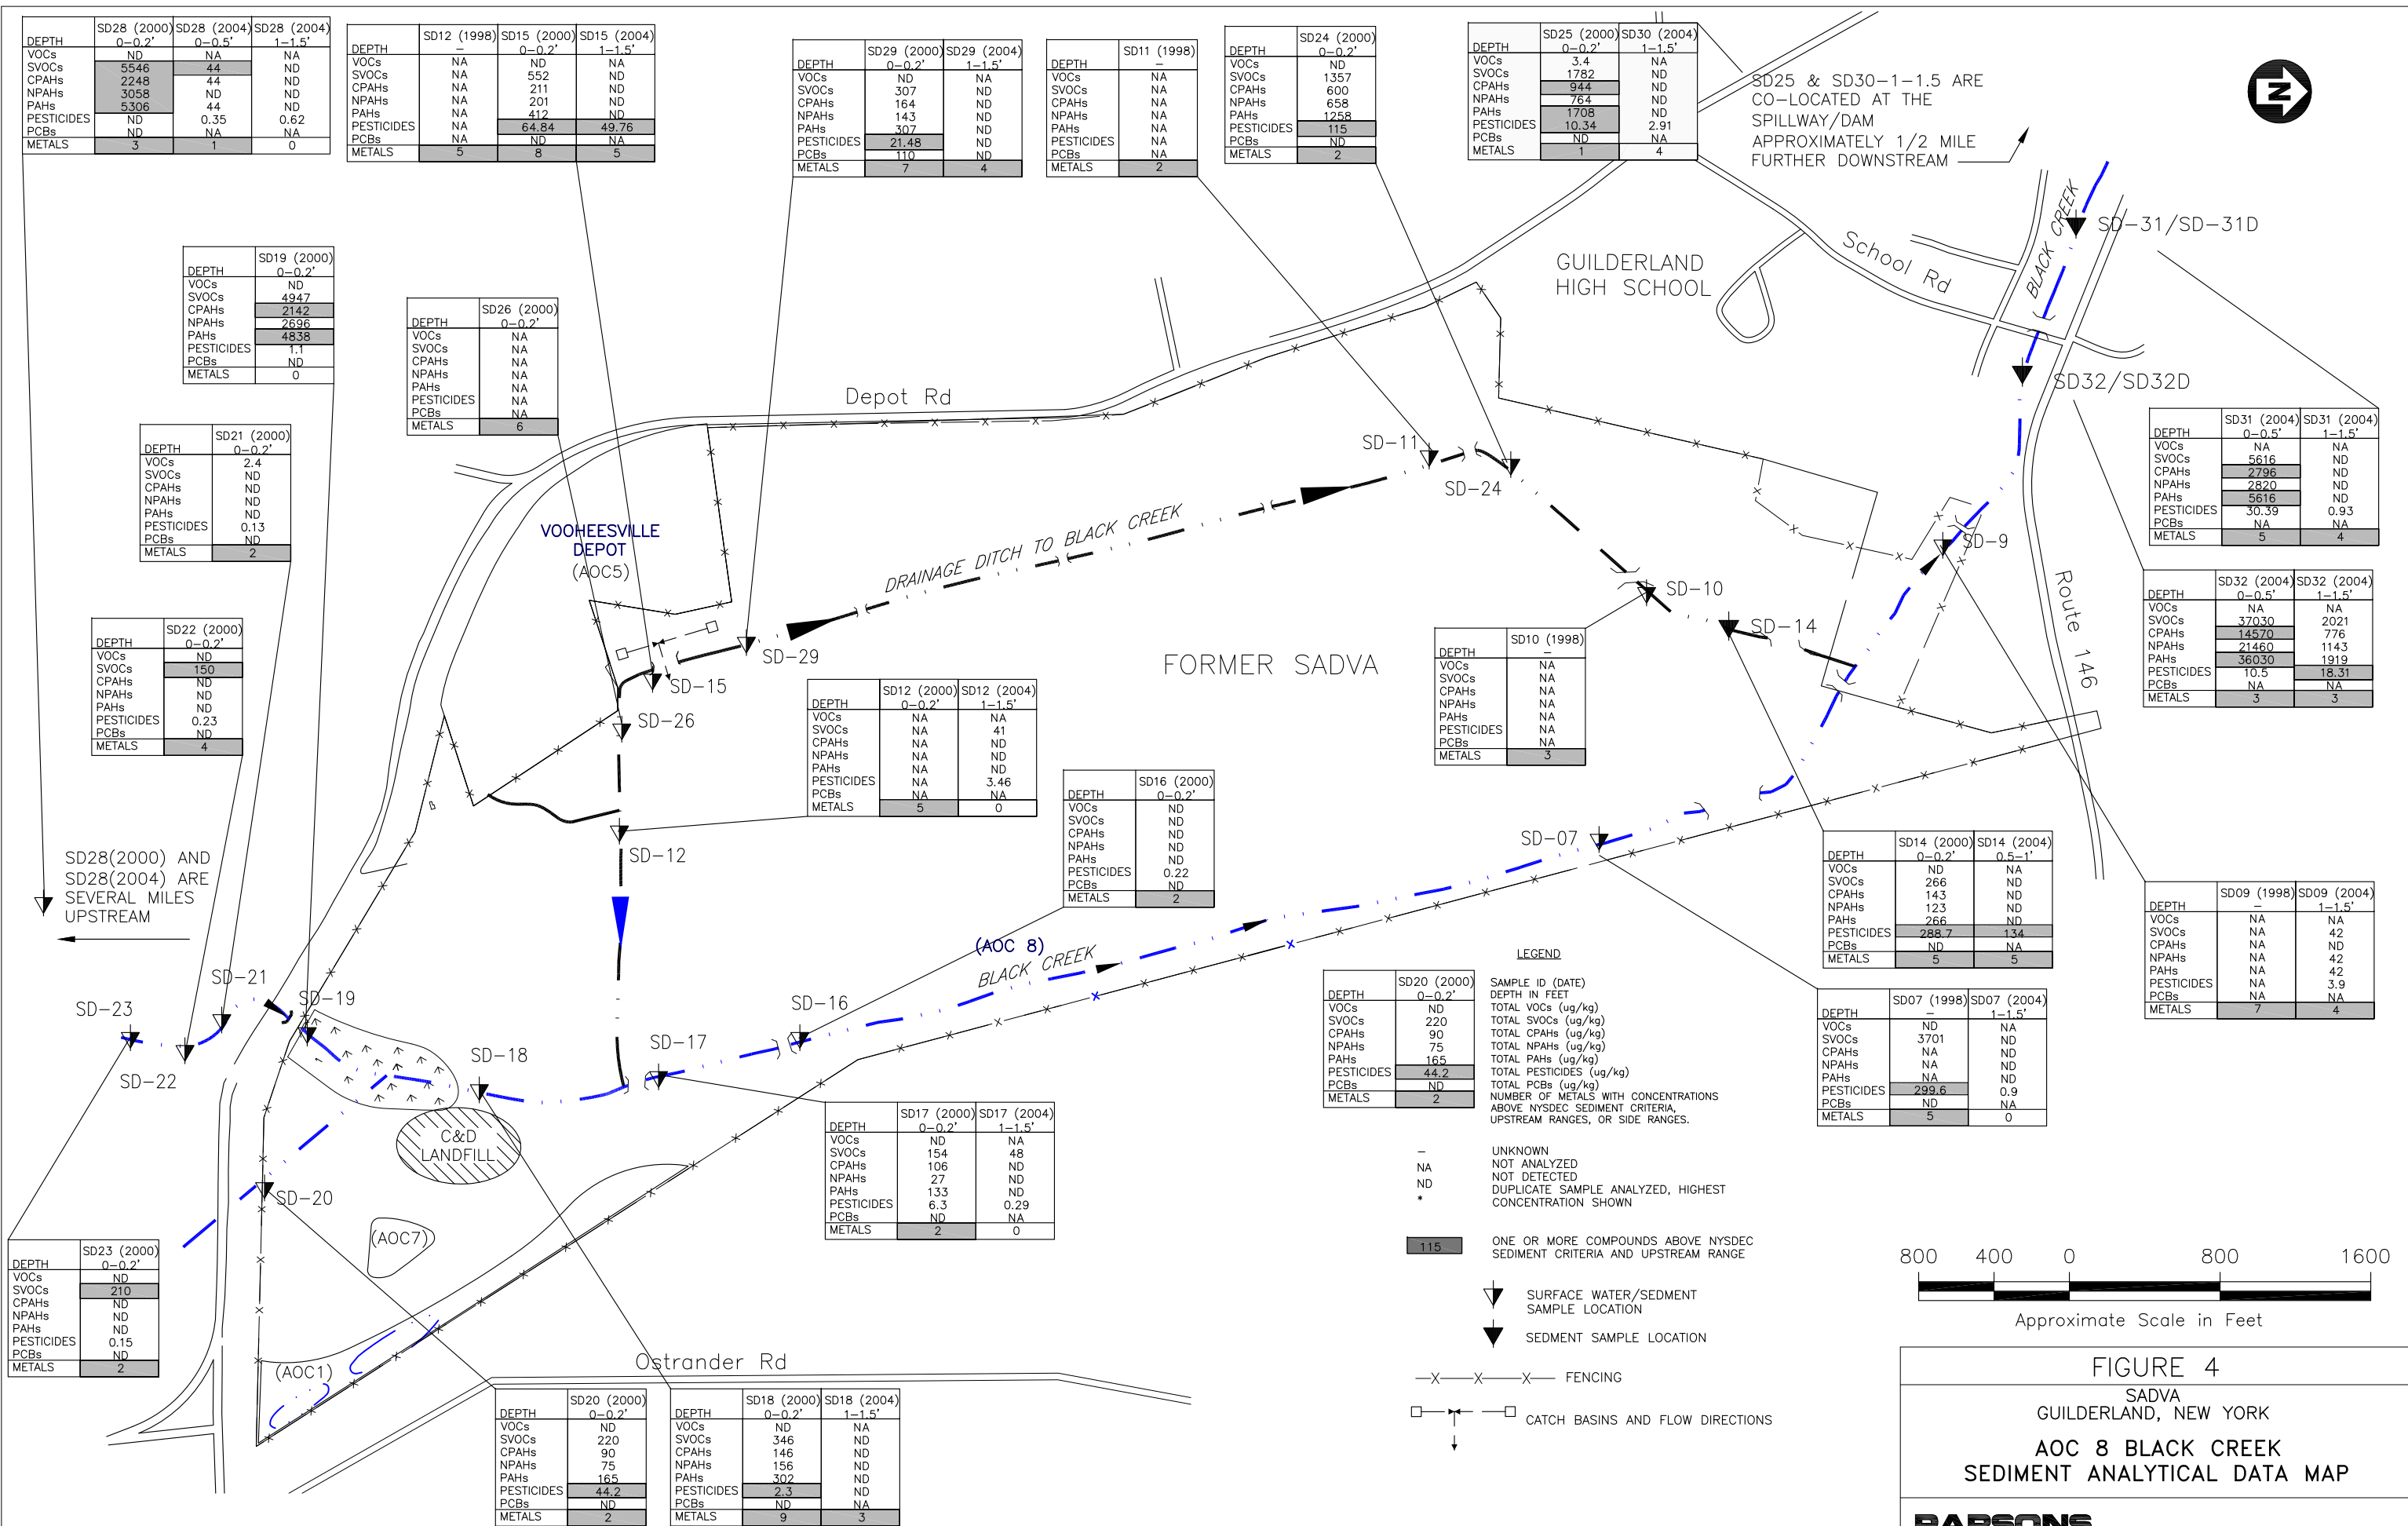 SD28 (2000) SD28 (2004) SD28 (2004)
DEPTH 0-0.2' 0-0.5' 1-1.5'
VOCs ND NA NA
SVOCs 5546 44 ND
CPAHs 2248 44 ND
NPAHs 3058 ND ND
PAHs 5306 44 ND
PESTICIDES ND 0.35 0.62
PCBs ND NA NA
METALS 3 1 0
SD12 (1998) SD15 (2000) SD15 (2004)
DEPTH - 0-0.2' 1-1.5'
VOCs NA ND NA
SVOCs NA 552 ND
CPAHs NA 211 ND
NPAHs NA 201 ND
PAHs NA 412 ND
PESTICIDES NA 64.84 49.76
PCBs NA ND NA
METALS 5 8 5
SD29 (2000) SD29 (2004)
DEPTH 0-0.2' 1-1.5'
VOCs ND NA
SVOCs 307 ND
CPAHs 164 ND
NPAHs 143 ND
PAHs 307 ND
PESTICIDES 21.48 ND
PCBs 110 ND
METALS 7 4
SD11 (1998)
DEPTH -
VOCs NA
SVOCs NA
CPAHs NA
NPAHs NA
PAHs NA
PESTICIDES NA
PCBs NA
METALS 2
SD24 (2000)
DEPTH 0-0.2'
VOCs ND
SVOCs 1357
CPAHs 600
NPAHs 658
PAHs 1258
PESTICIDES 115
PCBs ND
METALS 2
SD25 (2000) SD30 (2004)
DEPTH 0-0.2' 1-1.5'
VOCs 3.4 NA
SVOCs 1782 ND
CPAHs 944 ND
NPAHs 764 ND
PAHs 1708 ND
PESTICIDES 10.34 2.91
PCBs ND NA
METALS 1 4
SD25 & SD30-1-1.5 ARE
CO-LOCATED AT THE
SPILLWAY/DAM
APPROXIMATELY 1/2 MILE
FURTHER DOWNSTREAM
N
SD19 (2000)
DEPTH 0-0.2'
VOCs ND
SVOCs 4947
CPAHs 2142
NPAHs 2696
PAHs 4838
PESTICIDES 1.1
PCBs ND
METALS 0
SD26 (2000)
DEPTH 0-0.2'
VOCs NA
SVOCs NA
CPAHs NA
NPAHs NA
PAHs NA
PESTICIDES NA
PCBs NA
METALS 6
GUILDERLAND
HIGH SCHOOL
School Rd
BLACK CREEK
SD-31/SD-31D
SD32/SD32D
Depot Rd
SD21 (2000)
DEPTH 0-0.2'
VOCs 2.4
SVOCs ND
CPAHs ND
NPAHs ND
PAHs ND
PESTICIDES 0.13
PCBs ND
METALS 2
SD31 (2004) SD31 (2004)
DEPTH 0-0.5' 1-1.5'
VOCs NA NA
SVOCs 5616 ND
CPAHs 2796 ND
NPAHs 2820 ND
PAHs 5616 ND
PESTICIDES 30.39 0.93
PCBs NA NA
METALS 5 4
SD-11
SD-24
VOOHEESVILLE
DEPOT
(AOC5)
DRAINAGE DITCH TO BLACK CREEK
SD-9
SD-10
SD-14
Route 146
SD32 (2004) SD32 (2004)
DEPTH 0-0.5' 1-1.5'
VOCs NA NA
SVOCs 37030 2021
CPAHs 14570 776
NPAHs 21460 1143
PAHs 36030 1919
PESTICIDES 10.5 18.31
PCBs NA NA
METALS 3 3
SD22 (2000)
DEPTH 0-0.2'
VOCs ND
SVOCs 150
CPAHs ND
NPAHs ND
PAHs ND
PESTICIDES 0.23
PCBs ND
METALS 4
SD-29
SD-15
SD-26
FORMER SADVA
SD10 (1998)
DEPTH -
VOCs NA
SVOCs NA
CPAHs NA
NPAHs NA
PAHs NA
PESTICIDES NA
PCBs NA
METALS 3
SD12 (2000) SD12 (2004)
DEPTH 0-0.2' 1-1.5'
VOCs NA NA
SVOCs NA 41
CPAHs NA ND
NPAHs NA ND
PAHs NA ND
PESTICIDES NA 3.46
PCBs NA NA
METALS 5 0
SD16 (2000)
DEPTH 0-0.2'
VOCs ND
SVOCs ND
CPAHs ND
NPAHs ND
PAHs ND
PESTICIDES 0.22
PCBs ND
METALS 2
SD-12
SD-07
SD28(2000) AND
SD28(2004) ARE
SEVERAL MILES
UPSTREAM
SD14 (2000) SD14 (2004)
DEPTH 0-0.2' 0.5-1'
VOCs ND NA
SVOCs 266 ND
CPAHs 143 ND
NPAHs 123 ND
PAHs 266 ND
PESTICIDES 288.7 134
PCBs ND NA
METALS 5 5
SD09 (1998) SD09 (2004)
DEPTH - 1-1.5'
VOCs NA NA
SVOCs NA 42
CPAHs NA ND
NPAHs NA 42
PAHs NA 42
PESTICIDES NA 3.9
PCBs NA NA
METALS 7 4
(AOC 8)
BLACK CREEK
SD-21
SD-23
SD-19
SD-22
SD-18
SD-17
SD-16
C&D
LANDFILL
SD-20
(AOC7)
(AOC1)
Ostrander Rd
SD07 (1998) SD07 (2004)
DEPTH - 1-1.5'
VOCs ND NA
SVOCs 3701 ND
CPAHs NA ND
NPAHs NA ND
PAHs NA ND
PESTICIDES 299.6 0.9
PCBs ND NA
METALS 5 0
SD17 (2000) SD17 (2004)
DEPTH 0-0.2' 1-1.5'
VOCs ND NA
SVOCs 154 48
CPAHs 106 ND
NPAHs 27 ND
PAHs 133 ND
PESTICIDES 6.3 0.29
PCBs ND NA
METALS 2 0
SD23 (2000)
DEPTH 0-0.2'
VOCs ND
SVOCs 210
CPAHs ND
NPAHs ND
PAHs ND
PESTICIDES 0.15
PCBs ND
METALS 2
SD20 (2000)
DEPTH 0-0.2'
VOCs ND
SVOCs 220
CPAHs 90
NPAHs 75
PAHs 165
PESTICIDES 44.2
PCBs ND
METALS 2
SD18 (2000) SD18 (2004)
DEPTH 0-0.2' 1-1.5'
VOCs ND NA
SVOCs 346 ND
CPAHs 146 ND
NPAHs 156 ND
PAHs 302 ND
PESTICIDES 2.3 ND
PCBs ND NA
METALS 9 3
LEGEND
SD20 (2000) SAMPLE ID (DATE)
DEPTH 0-0.2' DEPTH IN FEET
VOCs ND TOTAL VOCs (ug/kg)
SVOCs 220 TOTAL SVOCs (ug/kg)
CPAHs 90 TOTAL CPAHs (ug/kg)
NPAHs 75 TOTAL NPAHs (ug/kg)
PAHs 165 TOTAL PAHs (ug/kg)
PESTICIDES 44.2 TOTAL PESTICIDES (ug/kg)
PCBs ND TOTAL PCBs (ug/kg)
METALS 2 NUMBER OF METALS WITH CONCENTRATIONS
ABOVE NYSDEC SEDIMENT CRITERIA,
UPSTREAM RANGES, OR SIDE RANGES.
- UNKNOWN
NA NOT ANALYZED
ND NOT DETECTED
* DUPLICATE SAMPLE ANALYZED, HIGHEST
CONCENTRATION SHOWN
115 ONE OR MORE COMPOUNDS ABOVE NYSDEC
SEDIMENT CRITERIA AND UPSTREAM RANGE
SURFACE WATER/SEDMENT
SAMPLE LOCATION
SEDIMENT SAMPLE LOCATION
FENCING
CATCH BASINS AND FLOW DIRECTIONS
800 400 0 800 1600
Approximate Scale in Feet
FIGURE 4
SADVA
GUILDERLAND, NEW YORK
AOC 8 BLACK CREEK
SEDIMENT ANALYTICAL DATA MAP
PARSONS